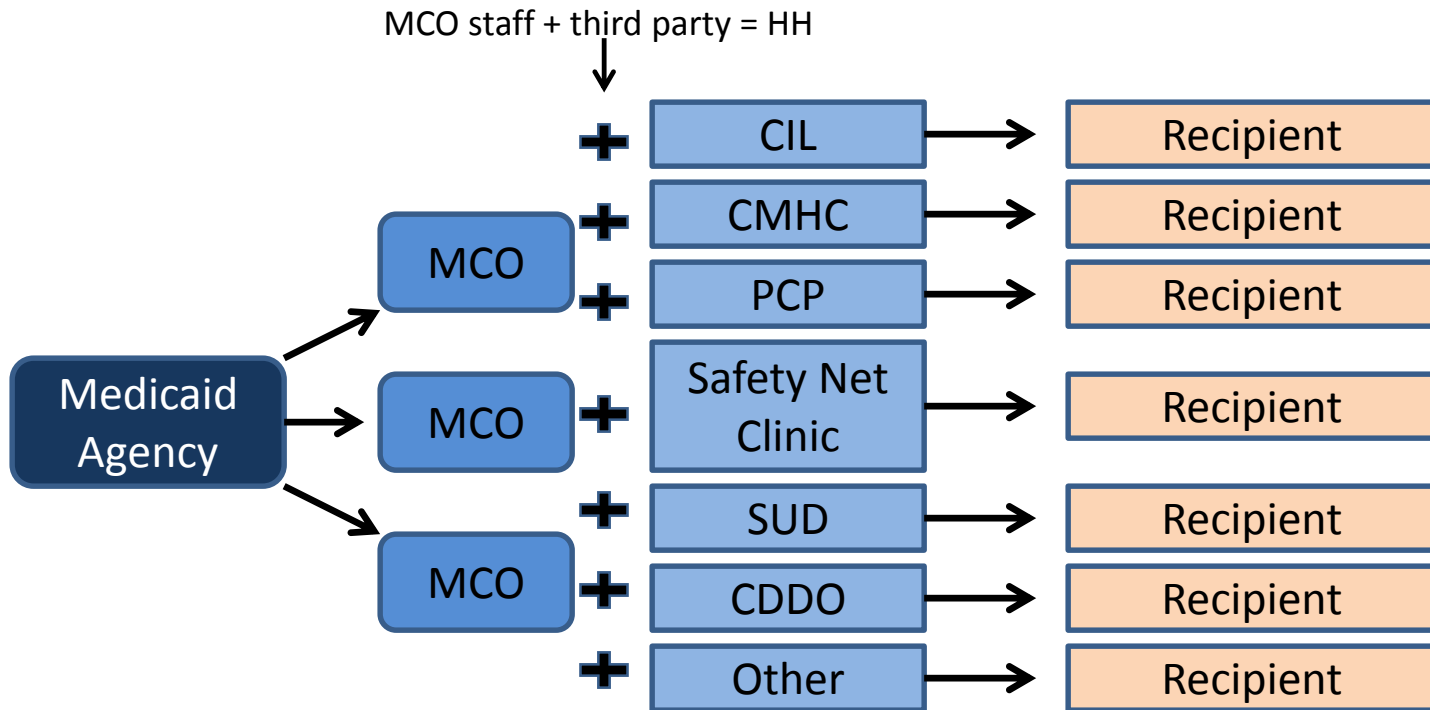 MCO staff + third party = HH
CIL
Recipient
CMHC
Recipient
MCO
PCP
Recipient
Medicaid
Agency
MCO
Safety Net
Clinic
Recipient
SUD
Recipient
MCO
CDDO
Recipient
Other
Recipient